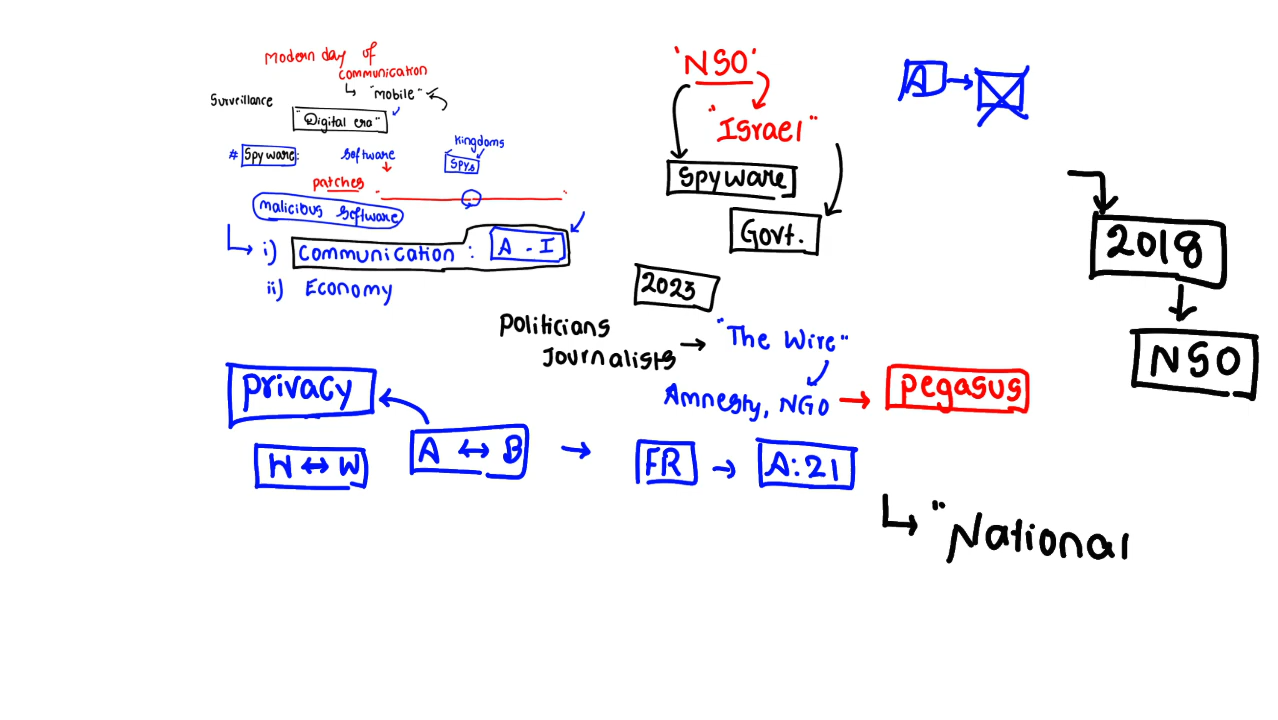 Modern day of
communication
"Mobile"
Surveillance
"Digital era"
# Spyware:
software
Kingdoms
Spys
patches
" "
malicious software
i) Communication : A - I
ii) Economy
'NSO'
"Israel"
Spyware
Govt.
2023
Politicians
Journalists → "The Wire"
Amnesty, NGO → pegasus
privacy
H ↔ W
A ↔ B → FR → A:21
"National
A →
2018
NSO